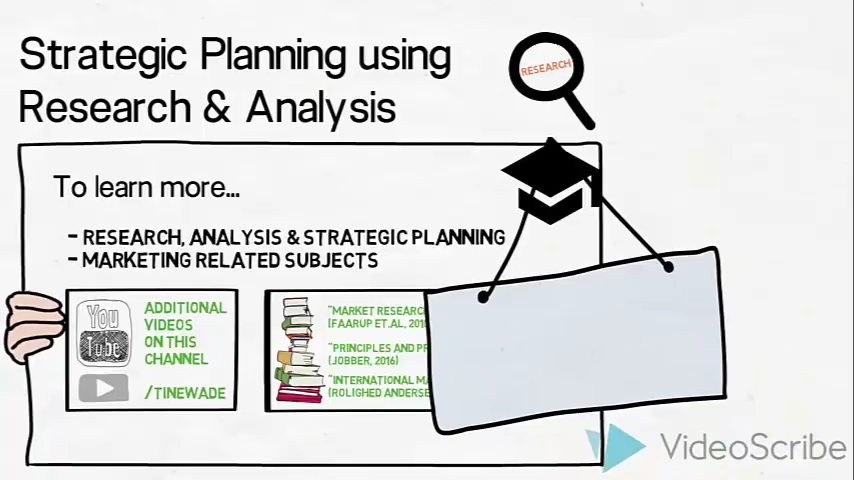 Strategic Planning using
Research & Analysis
RESEARCH
To learn more...
- RESEARCH, ANALYSIS & STRATEGIC PLANNING
- MARKETING RELATED SUBJECTS
You
Tube
ADDITIONAL
VIDEOS
ON THIS
CHANNEL
/TINEWADE
"MARKET RESEARC
(FAARUP ET.AL, 201
"PRINCIPLES AND PR
(JOBBER, 2016)
"INTERNATIONAL MA
(ROLIGHED ANDERSE
VideoScribe